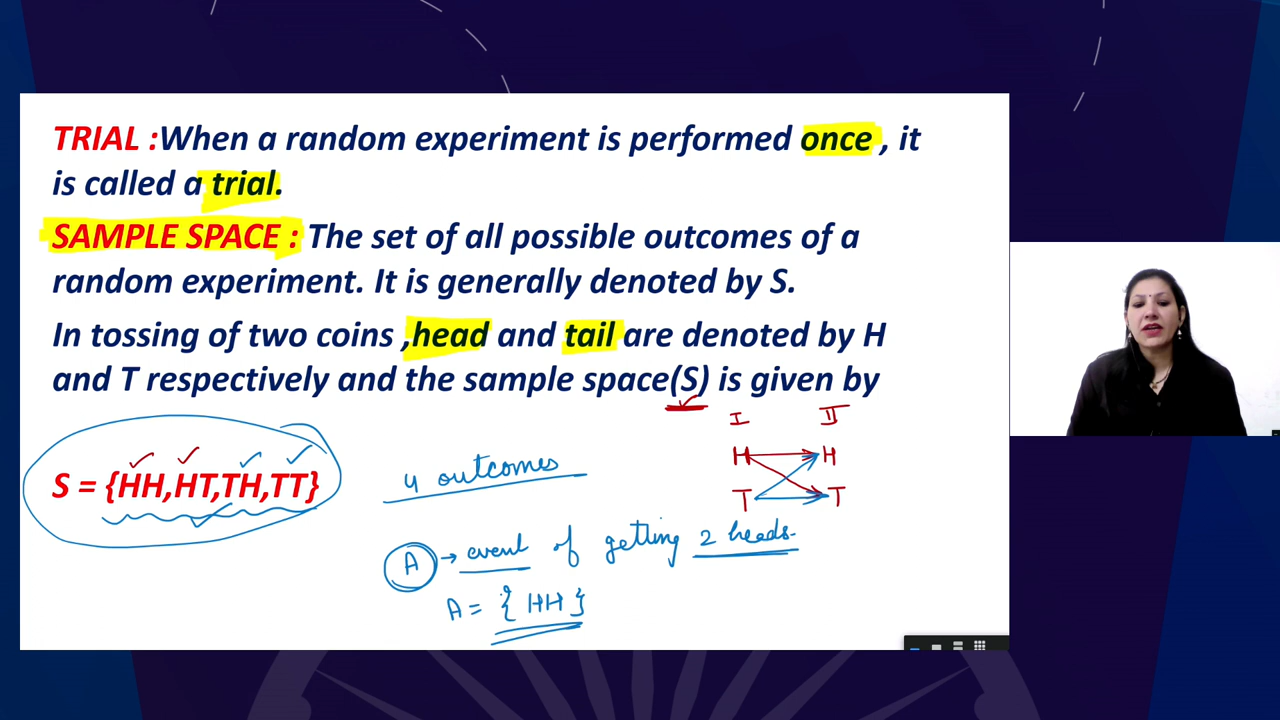 TRIAL :When a random experiment is performed once , it
is called a trial.
SAMPLE SPACE : The set of all possible outcomes of a
random experiment. It is generally denoted by S.
In tossing of two coins ,head and tail are denoted by H
and T respectively and the sample space(S) is given by
I II
H H
T T
S = {HH,HT,TH,TT}
4 outcomes
A → event of getting 2 heads.
A = { HH }